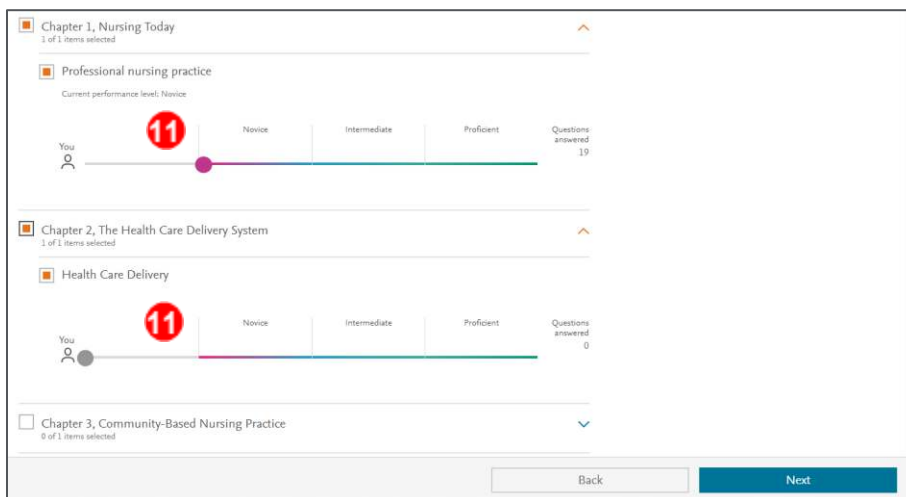 Chapter 1, Nursing Today
1 of 1 items selected
Professional nursing practice
Current performance level: Novice
11
Novice
Intermediate
Proficient
Questions
answered
19
You
Chapter 2, The Health Care Delivery System
1 of 1 items selected
Health Care Delivery
11
Novice
Intermediate
Proficient
Questions
answered
0
You
Chapter 3, Community-Based Nursing Practice
0 of 1 items selected
Back
Next